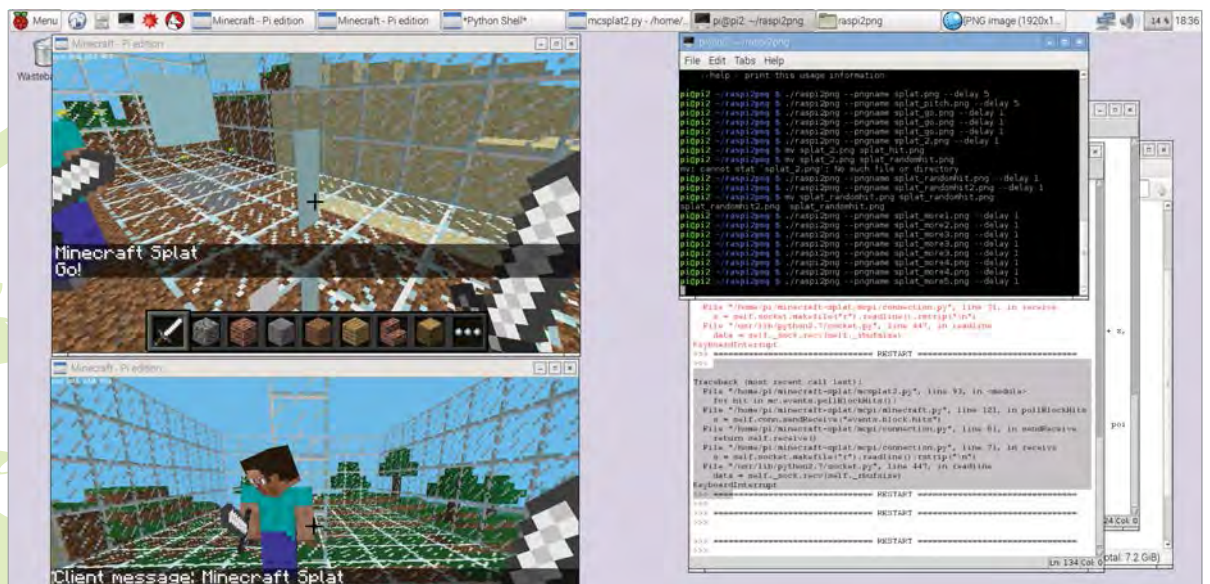 Menu
Minecraft - Pi edition
Minecraft - Pi edition
*Python Shell*
mcsplat2.py - /home/...
pi@pi2 ~/raspi2png
raspi2png
PNG image (1920x1...
14 %
18:36
Minecraft - Pi edition
Minecraft Splat
Go!
Minecraft - Pi edition
Client message: Minecraft Splat
pi@pi2 ~/raspi2png
File Edit Tabs Help
--help - print this usage information
pi@pi2 ~/raspi2png $ ./raspi2png --pngname splat.png --delay 5
pi@pi2 ~/raspi2png $ ./raspi2png --pngname splat_pitch.png --delay 5
pi@pi2 ~/raspi2png $ ./raspi2png --pngname splat_go.png --delay 1
pi@pi2 ~/raspi2png $ ./raspi2png --pngname splat_go.png --delay 1
pi@pi2 ~/raspi2png $ ./raspi2png --pngname splat_2.png --delay 1
pi@pi2 ~/raspi2png $ mv splat_2.png splat_hit.png
pi@pi2 ~/raspi2png $ mv splat_2.png splat_randomhit.png
mv: cannot stat `splat_2.png': No such file or directory
pi@pi2 ~/raspi2png $ ./raspi2png --pngname splat_randomhit.png --delay 1
pi@pi2 ~/raspi2png $ ./raspi2png --pngname splat_randomhit2.png --delay 1
pi@pi2 ~/raspi2png $ mv splat_randomhit.png splat_randomhit.png
splat_randomhit2.png splat_randomhit.png
pi@pi2 ~/raspi2png $ ./raspi2png --pngname splat_more1.png --delay 1
pi@pi2 ~/raspi2png $ ./raspi2png --pngname splat_more2.png --delay 1
pi@pi2 ~/raspi2png $ ./raspi2png --pngname splat_more3.png --delay 1
pi@pi2 ~/raspi2png $ ./raspi2png --pngname splat_more3.png --delay 1
pi@pi2 ~/raspi2png $ ./raspi2png --pngname splat_more4.png --delay 1
pi@pi2 ~/raspi2png $ ./raspi2png --pngname splat_more4.png --delay 1
pi@pi2 ~/raspi2png $ ./raspi2png --pngname splat_more5.png --delay 1
File "/home/pi/minecraft-splat/mcpi/connection.py", line 71, in receive
s = self.socket.makefile("r").readline().rstrip("\n")
File "/usr/lib/python2.7/socket.py", line 447, in readline
data = self._sock.recv(self._rbufsize)
KeyboardInterrupt
>>> ================================ RESTART ================================
>>>
Traceback (most recent call last):
File "/home/pi/minecraft-splat/mcsplat2.py", line 93, in <module>
for hit in mc.events.pollBlockHits():
File "/home/pi/minecraft-splat/mcpi/minecraft.py", line 121, in pollBlockHits
s = self.conn.sendReceive("events.block.hits")
File "/home/pi/minecraft-splat/mcpi/connection.py", line 81, in sendReceive
return self.receive()
File "/home/pi/minecraft-splat/mcpi/connection.py", line 71, in receive
s = self.socket.makefile("r").readline().rstrip("\n")
File "/usr/lib/python2.7/socket.py", line 447, in readline
data = self._sock.recv(self._rbufsize)
KeyboardInterrupt
>>> ================================ RESTART ================================
>>>
>>> ================================ RESTART ================================
>>>
>>> ================================ RESTART ================================
>>>
Ln: 134 Col: 0